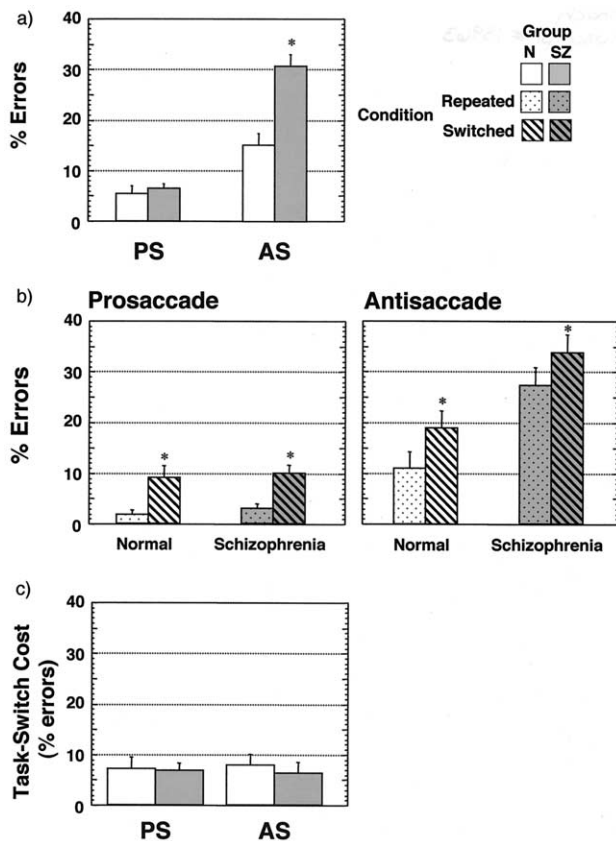 a)
% Errors
40
30
20
10
0
*
PS
AS
Group
N SZ
Condition
Repeated
Switched
b)
Prosaccade
Antisaccade
% Errors
40
30
20
10
0
*
*
*
*
Normal
Schizophrenia
Normal
Schizophrenia
c)
Task-Switch Cost
(% errors)
40
30
20
10
0
PS
AS